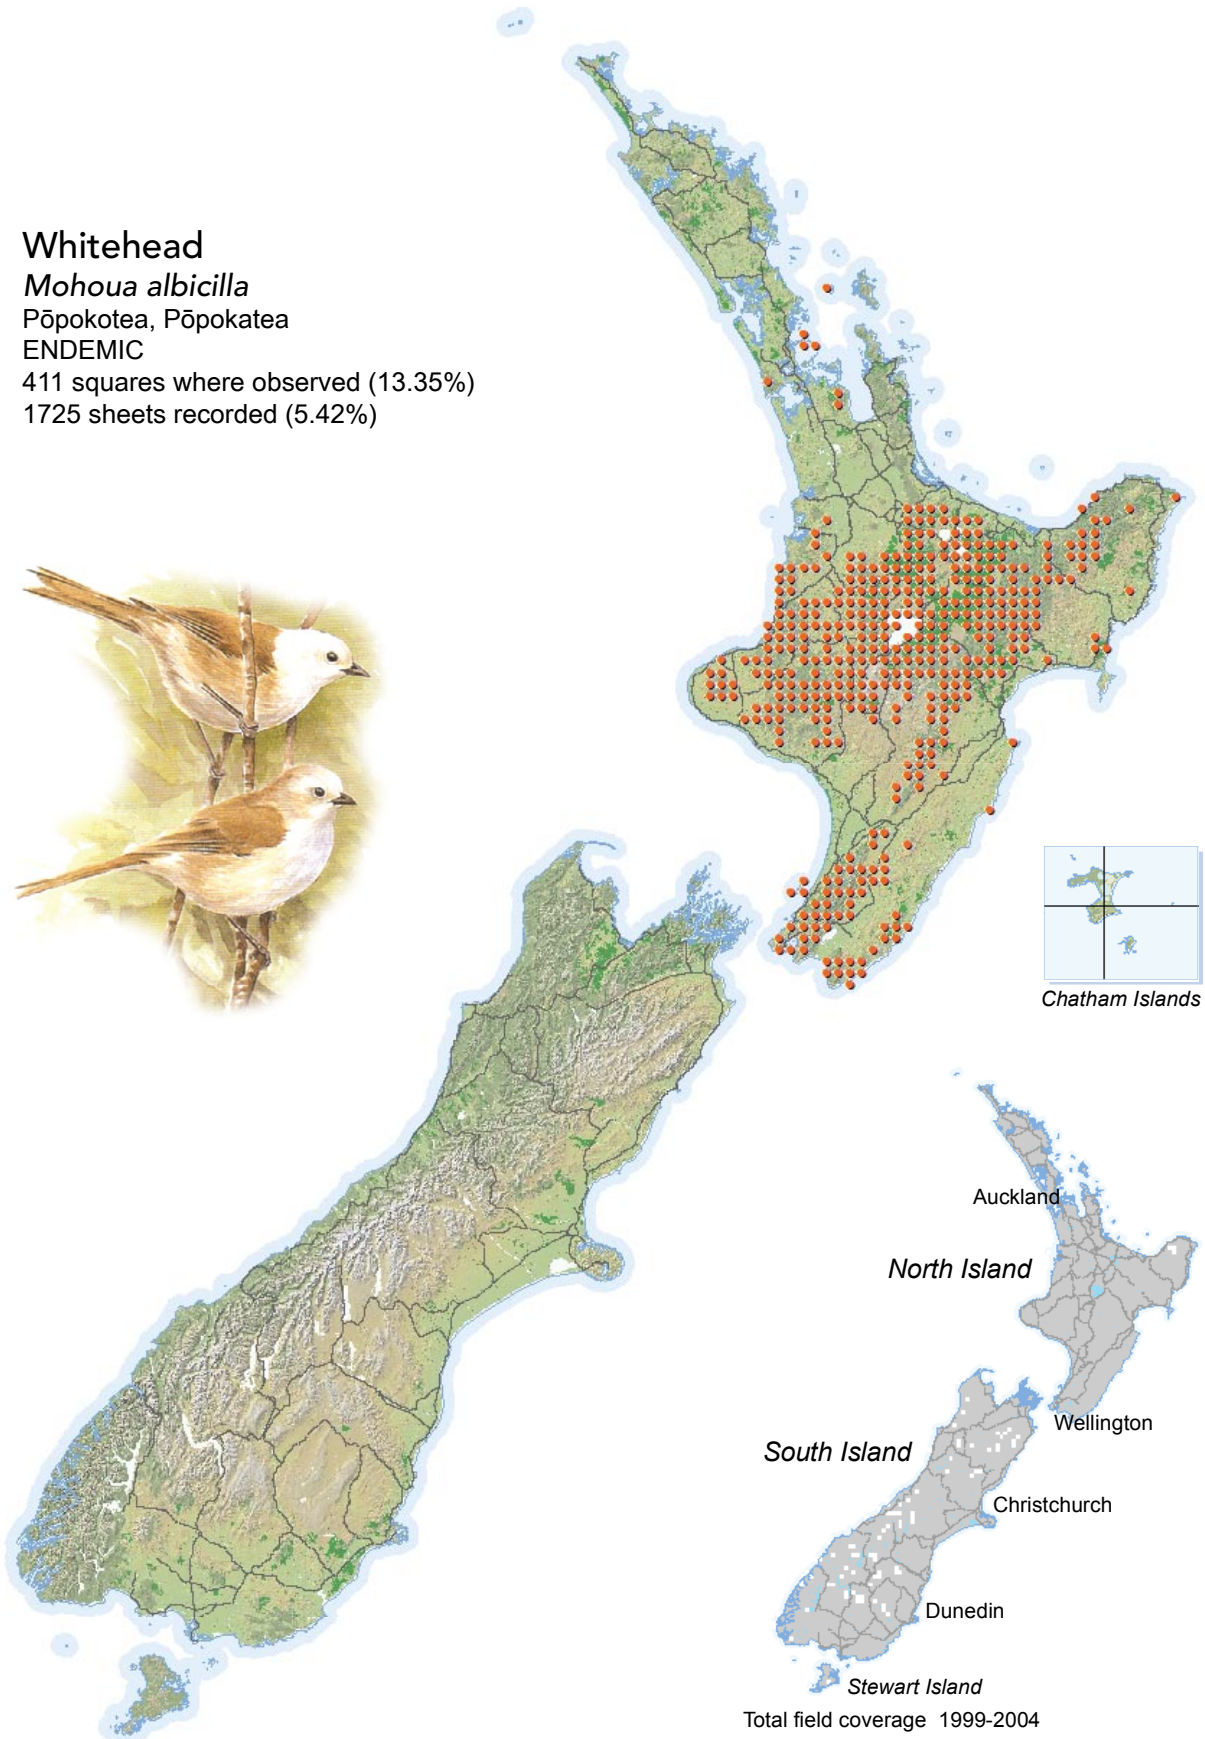 Whitehead
Mohoua albicilla
Pōpokotea, Pōpokatea
ENDEMIC
411 squares where observed (13.35%)
1725 sheets recorded (5.42%)
Chatham Islands
Auckland
North Island
Wellington
South Island
Christchurch
Dunedin
Stewart Island
Total field coverage 1999-2004